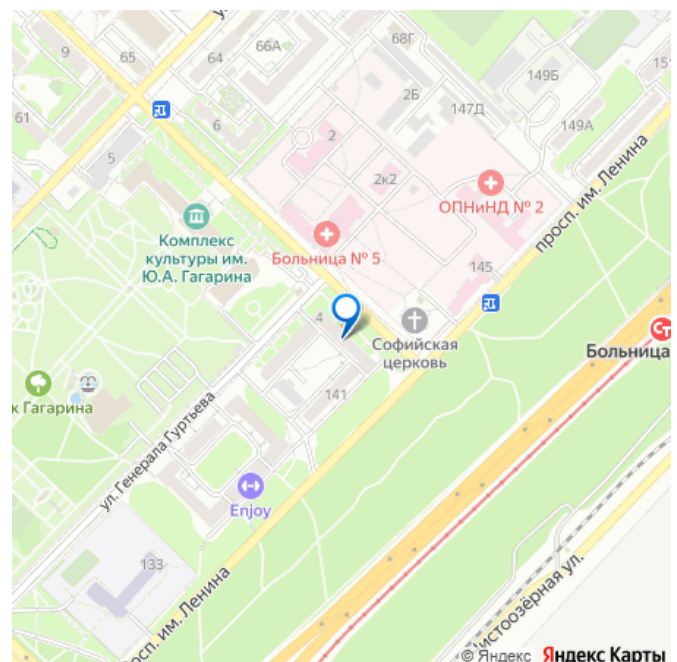 ул.
9
65
64
66А
68Г
2Б
147Д
149Б
149А
61
5
6
2
2к2
ОПНиНД № 2
просп. им. Ленина
Комплекс
культуры им.
Ю.А. Гагарина
Больница № 5
145
4
Софийская
церковь
Больница
к Гагарина
141
ул. Генерала Гуртьева
Enjoy
133
просп. им. Ленина
Чистоозёрная ул.
© Яндекс Яндекс Карты